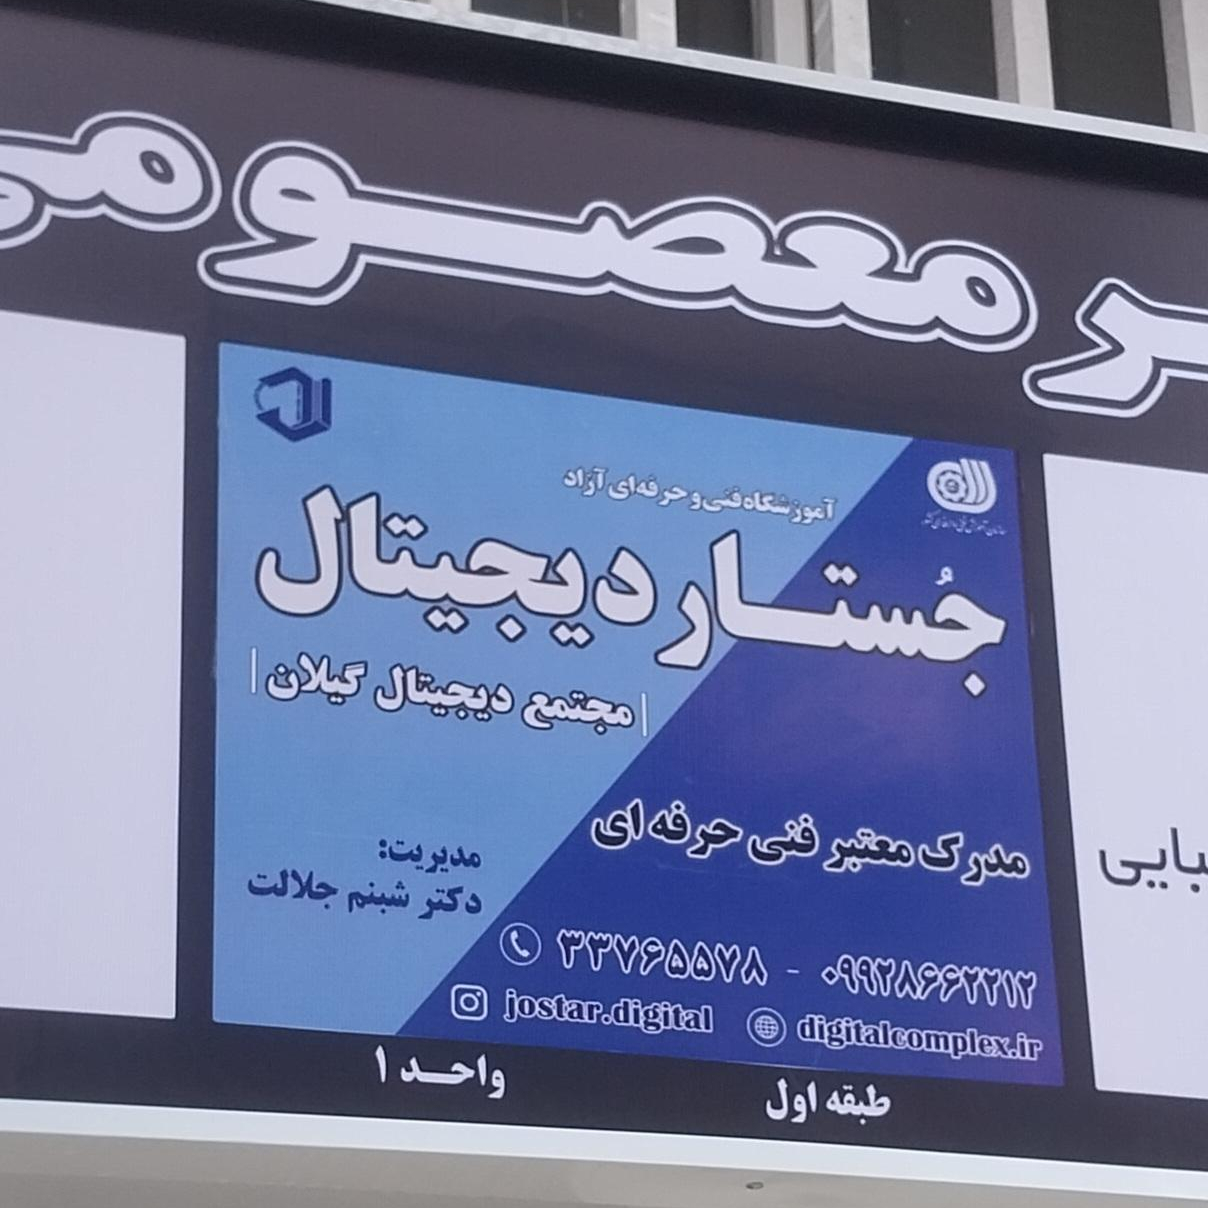 معصومی
آموزشگاه فنی و حرفه‌ای آزاد
جُستار دیجیتال
| مجتمع دیجیتال گیلان |
مدرک معتبر فنی حرفه ای
مدیریت:
دکتر شبنم جلالت
۳۳۷۶۵۵۷۸ - ۰۹۹۲۸۶۶۲۲۱۲
jostar.digital digitalcomplex.ir
طبقه اول واحد ۱